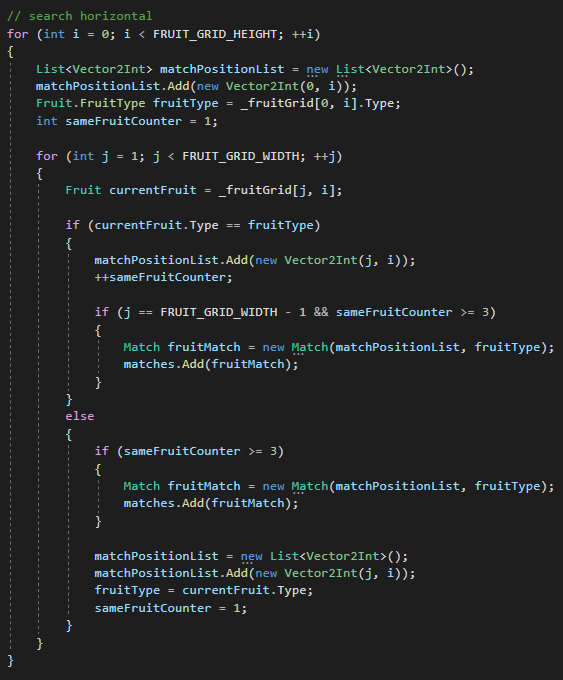 // search horizontal
for (int i = 0; i < FRUIT_GRID_HEIGHT; ++i)
{
    List<Vector2Int> matchPositionList = new List<Vector2Int>();
    matchPositionList.Add(new Vector2Int(0, i));
    Fruit.FruitType fruitType = _fruitGrid[0, i].Type;
    int sameFruitCounter = 1;

    for (int j = 1; j < FRUIT_GRID_WIDTH; ++j)
    {
        Fruit currentFruit = _fruitGrid[j, i];

        if (currentFruit.Type == fruitType)
        {
            matchPositionList.Add(new Vector2Int(j, i));
            ++sameFruitCounter;

            if (j == FRUIT_GRID_WIDTH - 1 && sameFruitCounter >= 3)
            {
                Match fruitMatch = new Match(matchPositionList, fruitType);
                matches.Add(fruitMatch);
            }
        }
        else
        {
            if (sameFruitCounter >= 3)
            {
                Match fruitMatch = new Match(matchPositionList, fruitType);
                matches.Add(fruitMatch);
            }

            matchPositionList = new List<Vector2Int>();
            matchPositionList.Add(new Vector2Int(j, i));
            fruitType = currentFruit.Type;
            sameFruitCounter = 1;
        }
    }
}